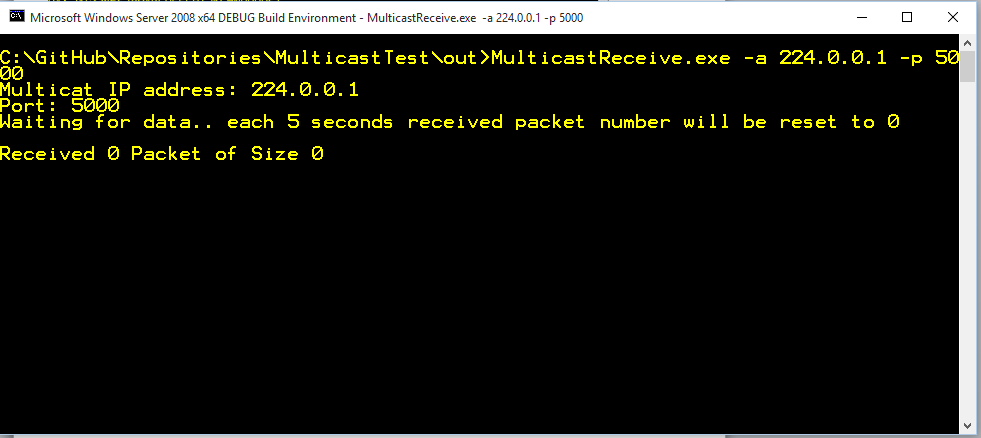 Microsoft Windows Server 2008 x64 DEBUG Build Environment - MulticastReceive.exe -a 224.0.0.1 -p 5000
C:\GitHub\Repositories\MulticastTest\out>MulticastReceive.exe -a 224.0.0.1 -p 50
00
Multicat IP address: 224.0.0.1
Port: 5000
Waiting for data.. each 5 seconds received packet number will be reset to 0
Received 0 Packet of Size 0